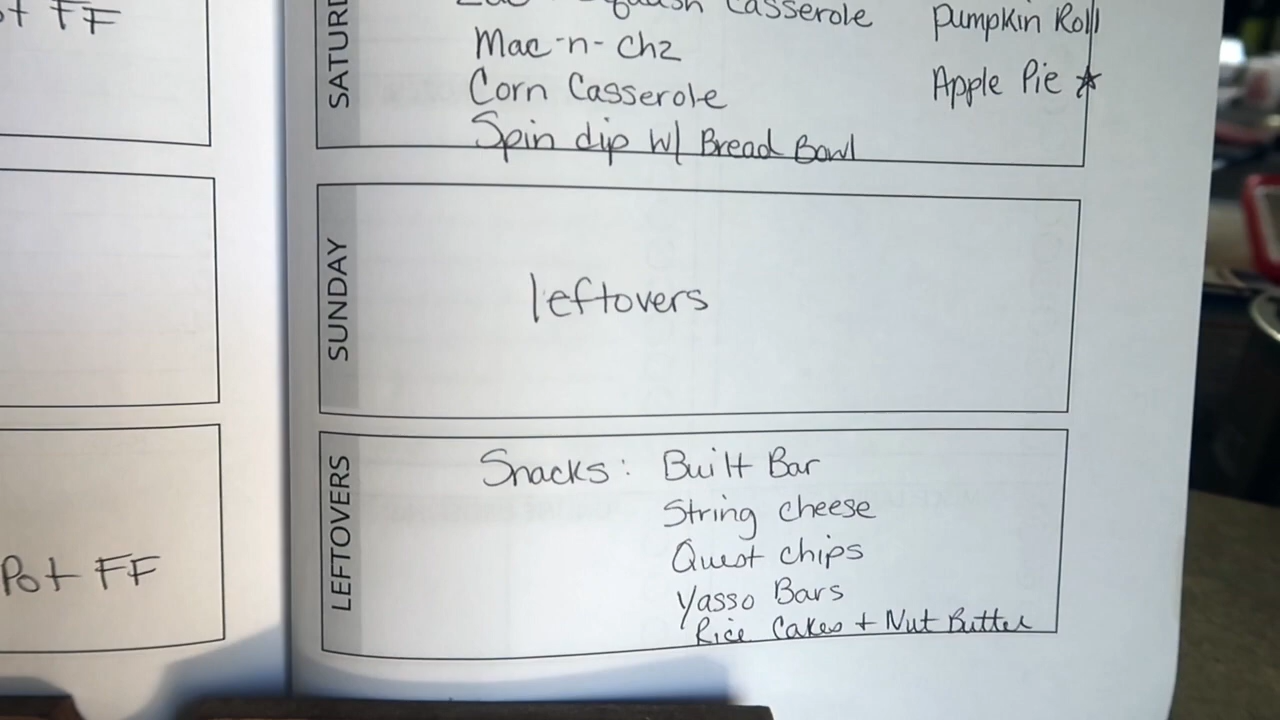 ot FF
Squash Casserole
Mac-n-chz
Corn Casserole
Spin dip w/ Bread Bowl
Pumpkin Roll
Apple Pie ★
SUNDAY
leftovers
LEFTOVERS
Snacks: Built Bar
String cheese
Quest chips
Yasso Bars
Rice Cakes + Nut Butter
Pot FF